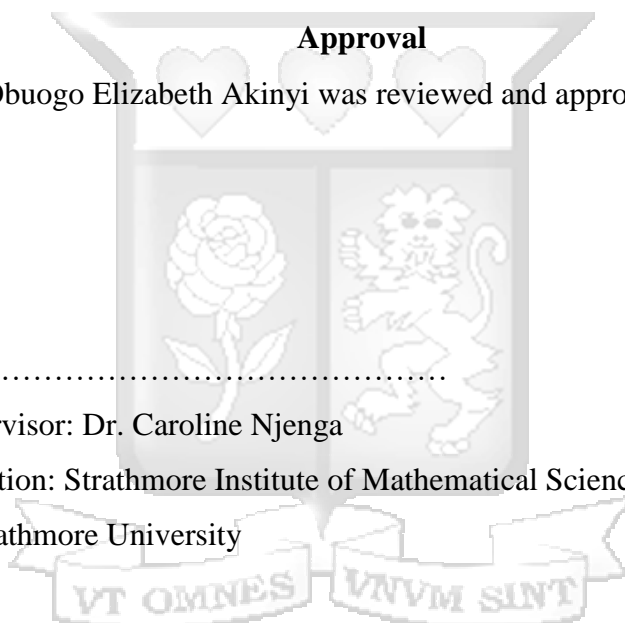 Approval
Obuogo Elizabeth Akinyi was reviewed and appro
……………………………………
rvisor: Dr. Caroline Njenga
tion: Strathmore Institute of Mathematical Scienc
athmore University
VT OMNES VNVM SINT